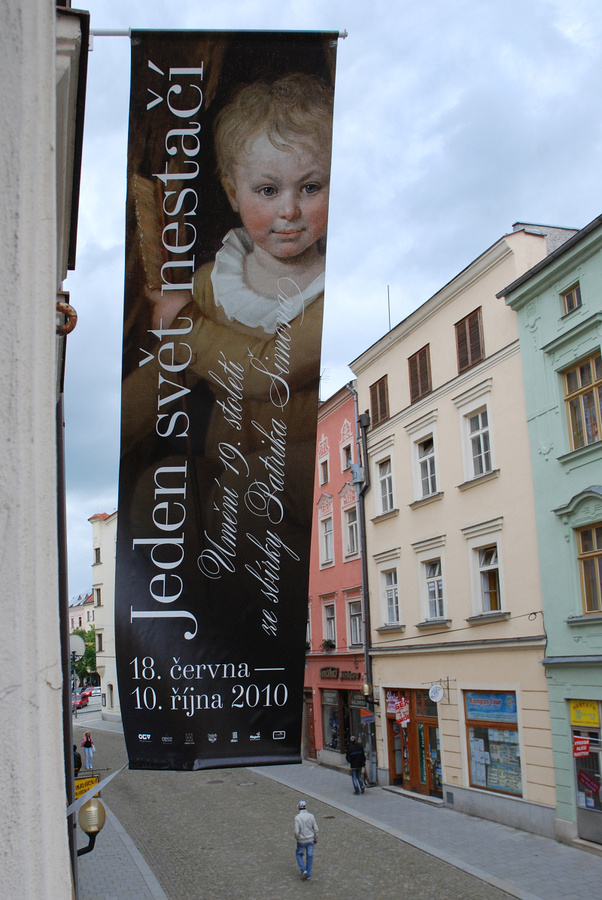 Jeden svět nestačí
Umění 19. století
ze sbírky Patrika Šimona
18. června —
10. října 2010